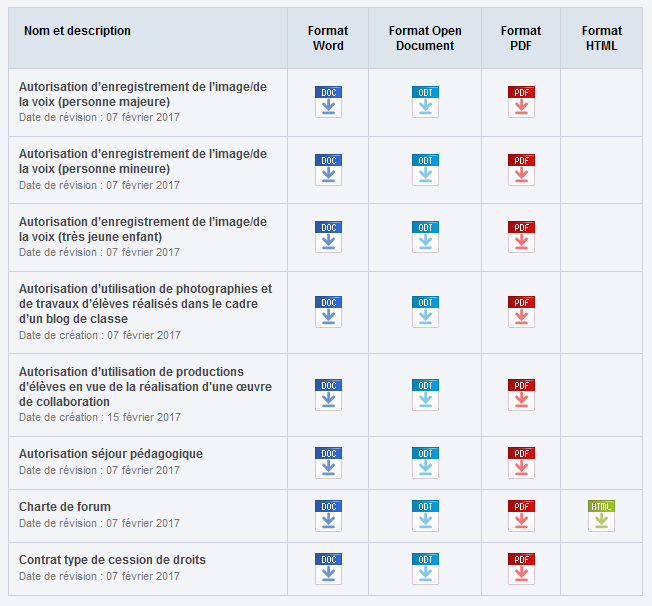 Nom et description
Format
Word
Format Open
Document
Format
PDF
Format
HTML
Autorisation d'enregistrement de l'image/de
la voix (personne majeure)
Date de révision : 07 février 2017
DOC
ODT
PDF
Autorisation d'enregistrement de l'image/de
la voix (personne mineure)
Date de révision : 07 février 2017
DOC
ODT
PDF
Autorisation d'enregistrement de l'image/de
la voix (très jeune enfant)
Date de révision : 07 février 2017
DOC
ODT
PDF
Autorisation d'utilisation de photographies et
de travaux d'élèves réalisés dans le cadre
d'un blog de classe
Date de création : 07 février 2017
DOC
ODT
PDF
Autorisation d'utilisation de productions
d'élèves en vue de la réalisation d'une œuvre
de collaboration
Date de création : 15 février 2017
DOC
ODT
PDF
Autorisation séjour pédagogique
Date de révision : 07 février 2017
DOC
ODT
PDF
Charte de forum
Date de révision : 07 février 2017
DOC
ODT
PDF
HTML
Contrat type de cession de droits
Date de révision : 07 février 2017
DOC
ODT
PDF